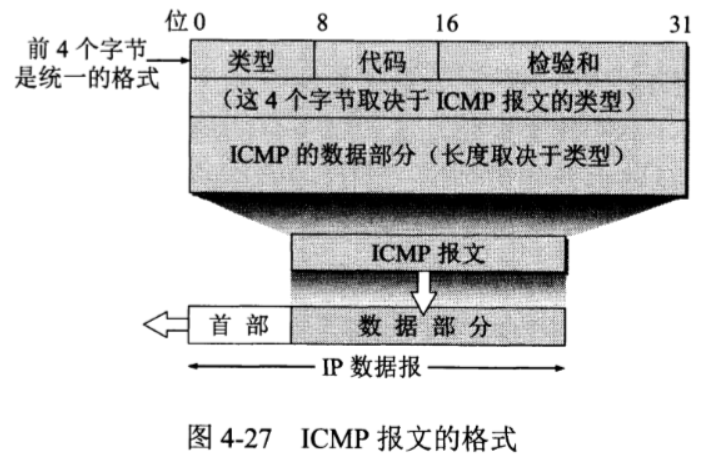 位 0 8 16 31
前 4 个字节
是统一的格式
类型 代码 检验和
（这 4 个字节取决于 ICMP 报文的类型）
ICMP 的数据部分（长度取决于类型）
ICMP 报文
首部 数据部分
IP 数据报
图 4-27 ICMP 报文的格式